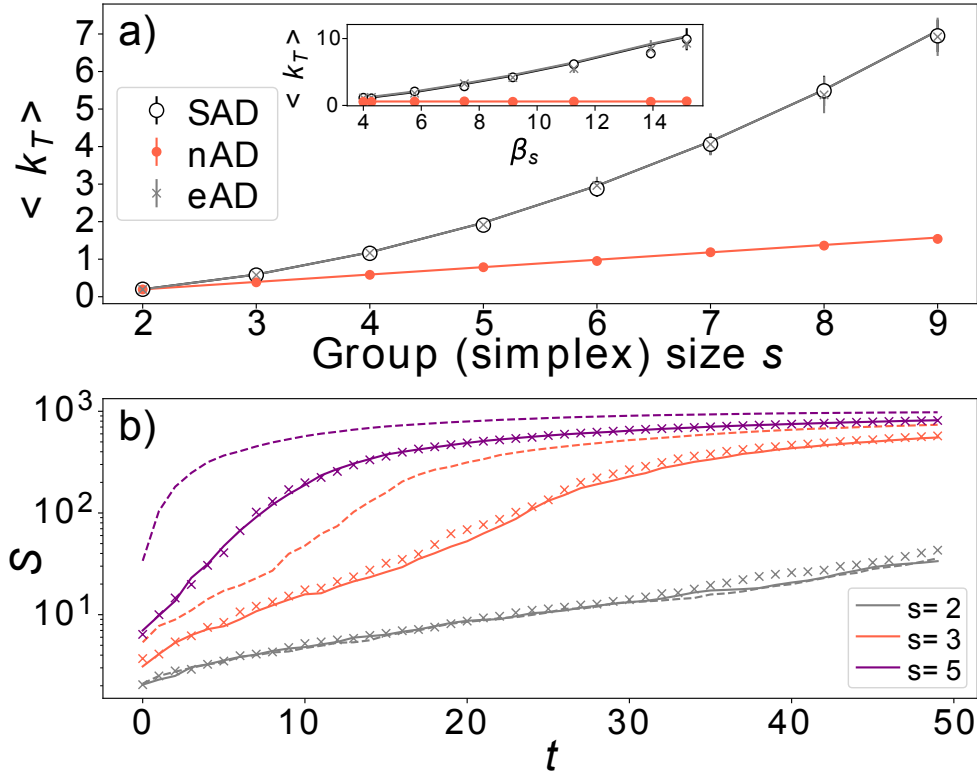 a)
< k_T >
7
6
5
4
3
2
1
0
SAD
nAD
eAD
< k_T >
10
0
4 6 8 10 12 14
β_s
2 3 4 5 6 7 8 9
Group (simplex) size s
b)
S
10^3
10^2
10^1
s= 2
s= 3
s= 5
0 10 20 30 40 50
t